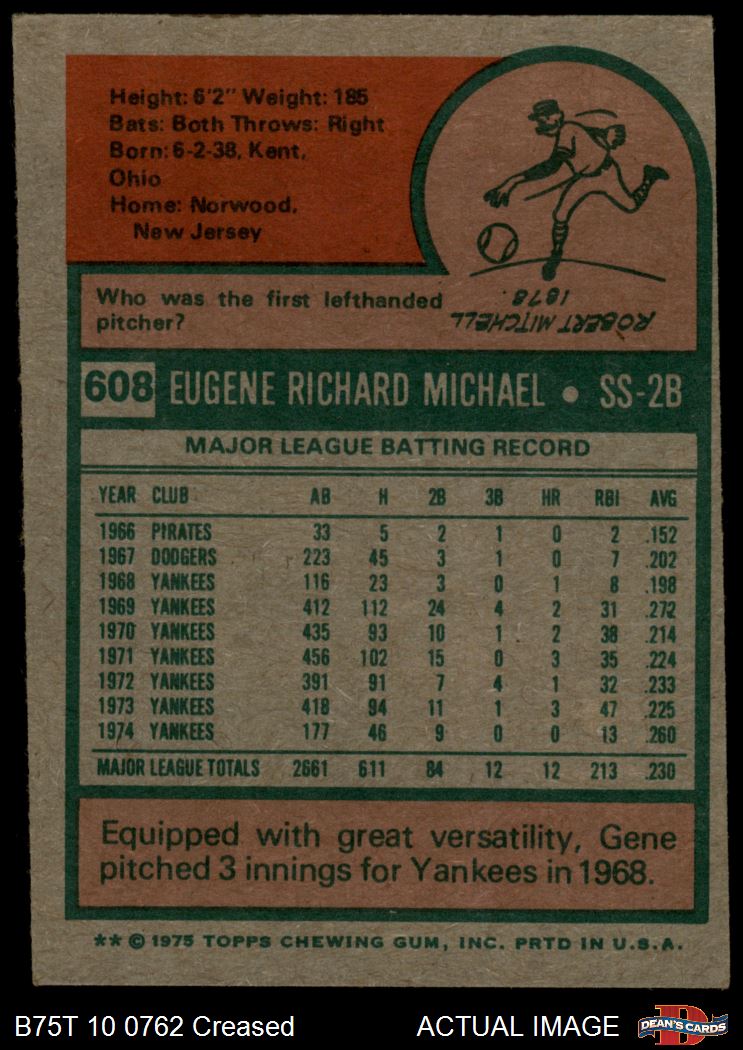 Height: 6'2" Weight: 185
Bats: Both Throws: Right
Born: 6-2-38, Kent,
Ohio
Home: Norwood,
New Jersey
Who was the first lefthanded
pitcher?
ROBERT MITCHELL
1878.
608 EUGENE RICHARD MICHAEL • SS-2B
MAJOR LEAGUE BATTING RECORD
YEAR CLUB AB H 2B 3B HR RBI AVG
1966 PIRATES 33 5 2 1 0 2 .152
1967 DODGERS 223 45 3 1 0 7 .202
1968 YANKEES 116 23 3 0 1 8 .198
1969 YANKEES 412 112 24 4 2 31 .272
1970 YANKEES 435 93 10 1 2 38 .214
1971 YANKEES 456 102 15 0 3 35 .224
1972 YANKEES 391 91 7 4 1 32 .233
1973 YANKEES 418 94 11 1 3 47 .225
1974 YANKEES 177 46 9 0 0 13 .260
MAJOR LEAGUE TOTALS 2661 611 84 12 12 213 .230
Equipped with great versatility, Gene
pitched 3 innings for Yankees in 1968.
** © 1975 TOPPS CHEWING GUM, INC. PRTD IN U.S.A.
B75T 10 0762 Creased ACTUAL IMAGE
D
DEAN'S CARDS